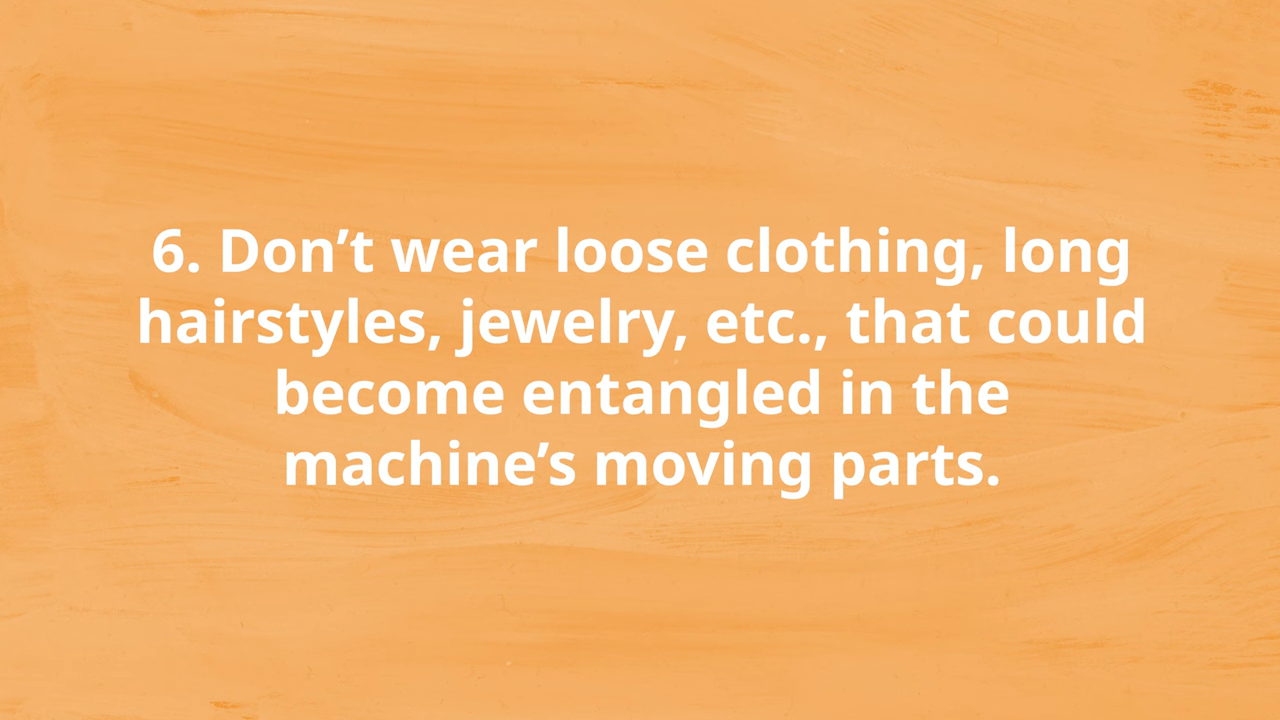 6. Don’t wear loose clothing, long
hairstyles, jewelry, etc., that could
become entangled in the
machine’s moving parts.